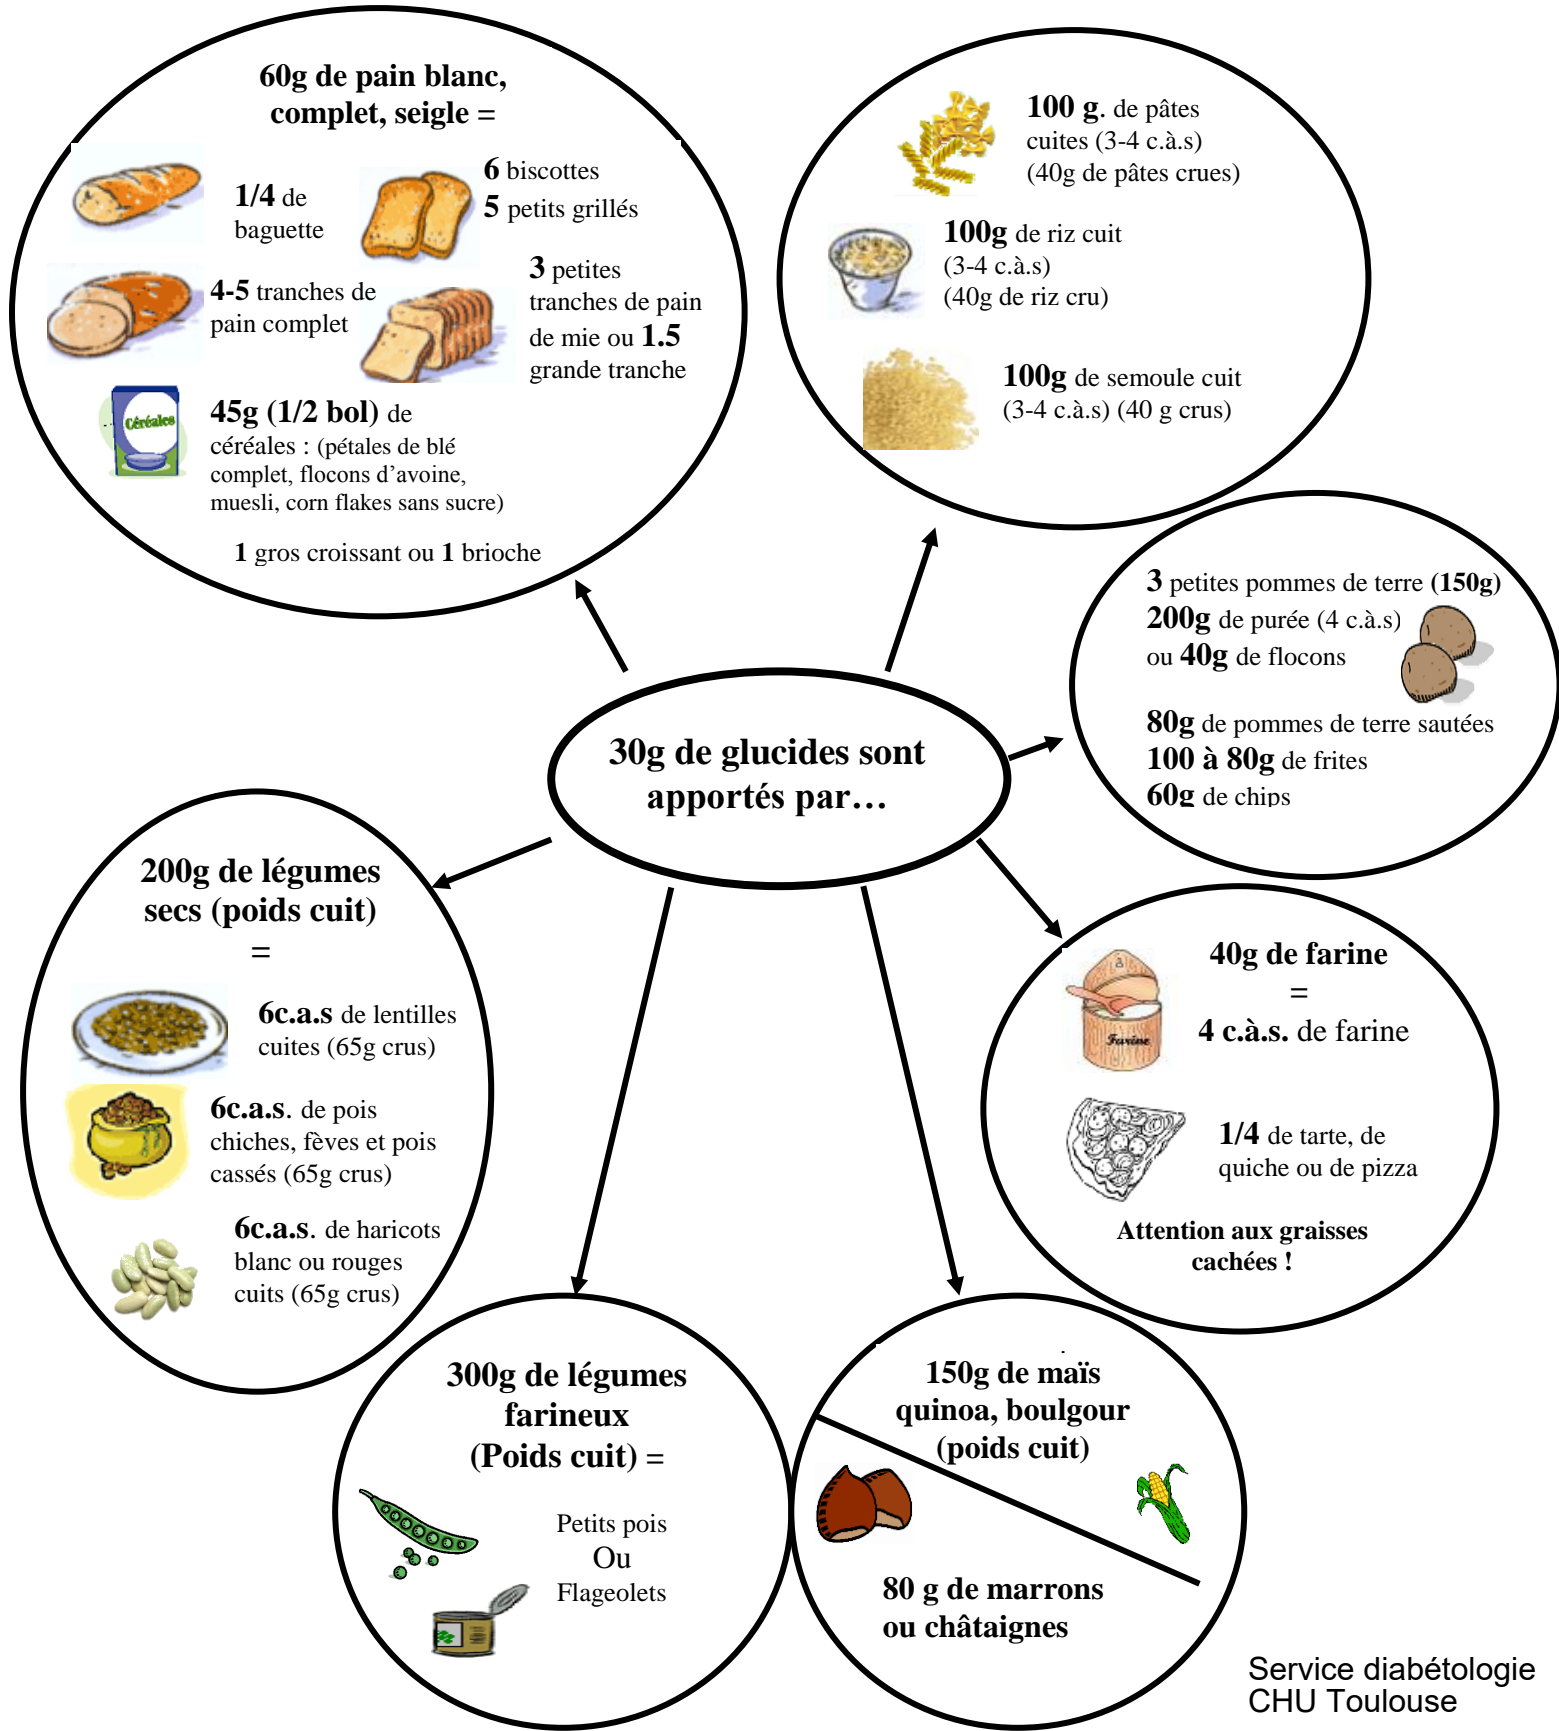 60g de pain blanc,
complet, seigle =
1/4 de
baguette
6 biscottes
5 petits grillés
4-5 tranches de
pain complet
3 petites
tranches de pain
de mie ou 1.5
grande tranche
Céréales
45g (1/2 bol) de
céréales : (pétales de blé
complet, flocons d’avoine,
muesli, corn flakes sans sucre)
1 gros croissant ou 1 brioche
100 g. de pâtes
cuites (3-4 c.à.s)
(40g de pâtes crues)
100g de riz cuit
(3-4 c.à.s)
(40g de riz cru)
100g de semoule cuit
(3-4 c.à.s) (40 g crus)
3 petites pommes de terre (150g)
200g de purée (4 c.à.s)
ou 40g de flocons
80g de pommes de terre sautées
100 à 80g de frites
60g de chips
30g de glucides sont
apportés par…
200g de légumes
secs (poids cuit)
=
6c.a.s de lentilles
cuites (65g crus)
6c.a.s. de pois
chiches, fèves et pois
cassés (65g crus)
6c.a.s. de haricots
blanc ou rouges
cuits (65g crus)
40g de farine
=
4 c.à.s. de farine
Farine
1/4 de tarte, de
quiche ou de pizza
Attention aux graisses
cachées !
300g de légumes
farineux
(Poids cuit) =
Petits pois
Ou
Flageolets
150g de maïs
quinoa, boulgour
(poids cuit)
80 g de marrons
ou châtaignes
Service diabétologie
CHU Toulouse